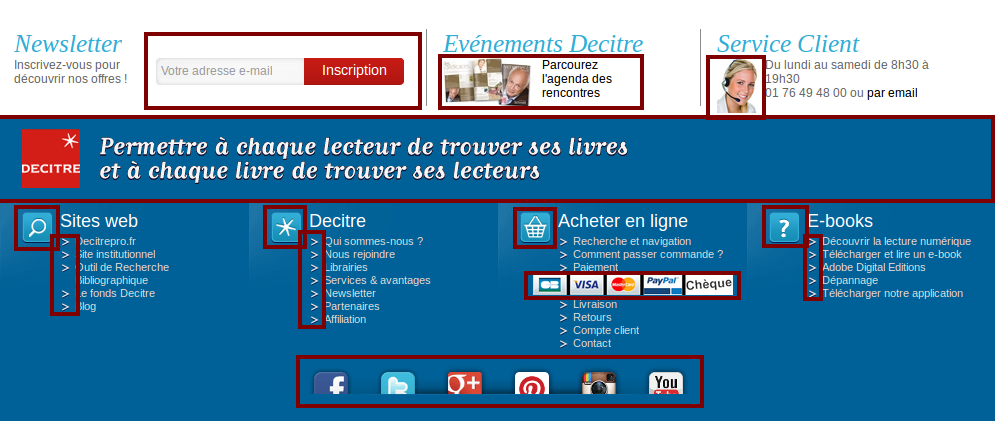 Newsletter
Inscrivez-vous pour
découvrir nos offres !
Votre adresse e-mail
Inscription
Evénements Decitre
Parcourez
l'agenda des
rencontres
Service Client
Du lundi au samedi de 8h30 à
19h30
01 76 49 48 00 ou par email
DECITRE
Permettre à chaque lecteur de trouver ses livres
et à chaque livre de trouver ses lecteurs
Sites web
Decitrepro.fr
Site institutionnel
Outil de Recherche
Bibliographique
Le fonds Decitre
Blog
Decitre
Qui sommes-nous ?
Nous rejoindre
Librairies
Services & avantages
Newsletter
Partenaires
Affiliation
Acheter en ligne
Recherche et navigation
Comment passer commande ?
Paiement
CB VISA MasterCard PayPal Chèque
Livraison
Retours
Compte client
Contact
E-books
Découvrir la lecture numérique
Télécharger et lire un e-book
Adobe Digital Editions
Dépannage
Télécharger notre application
You